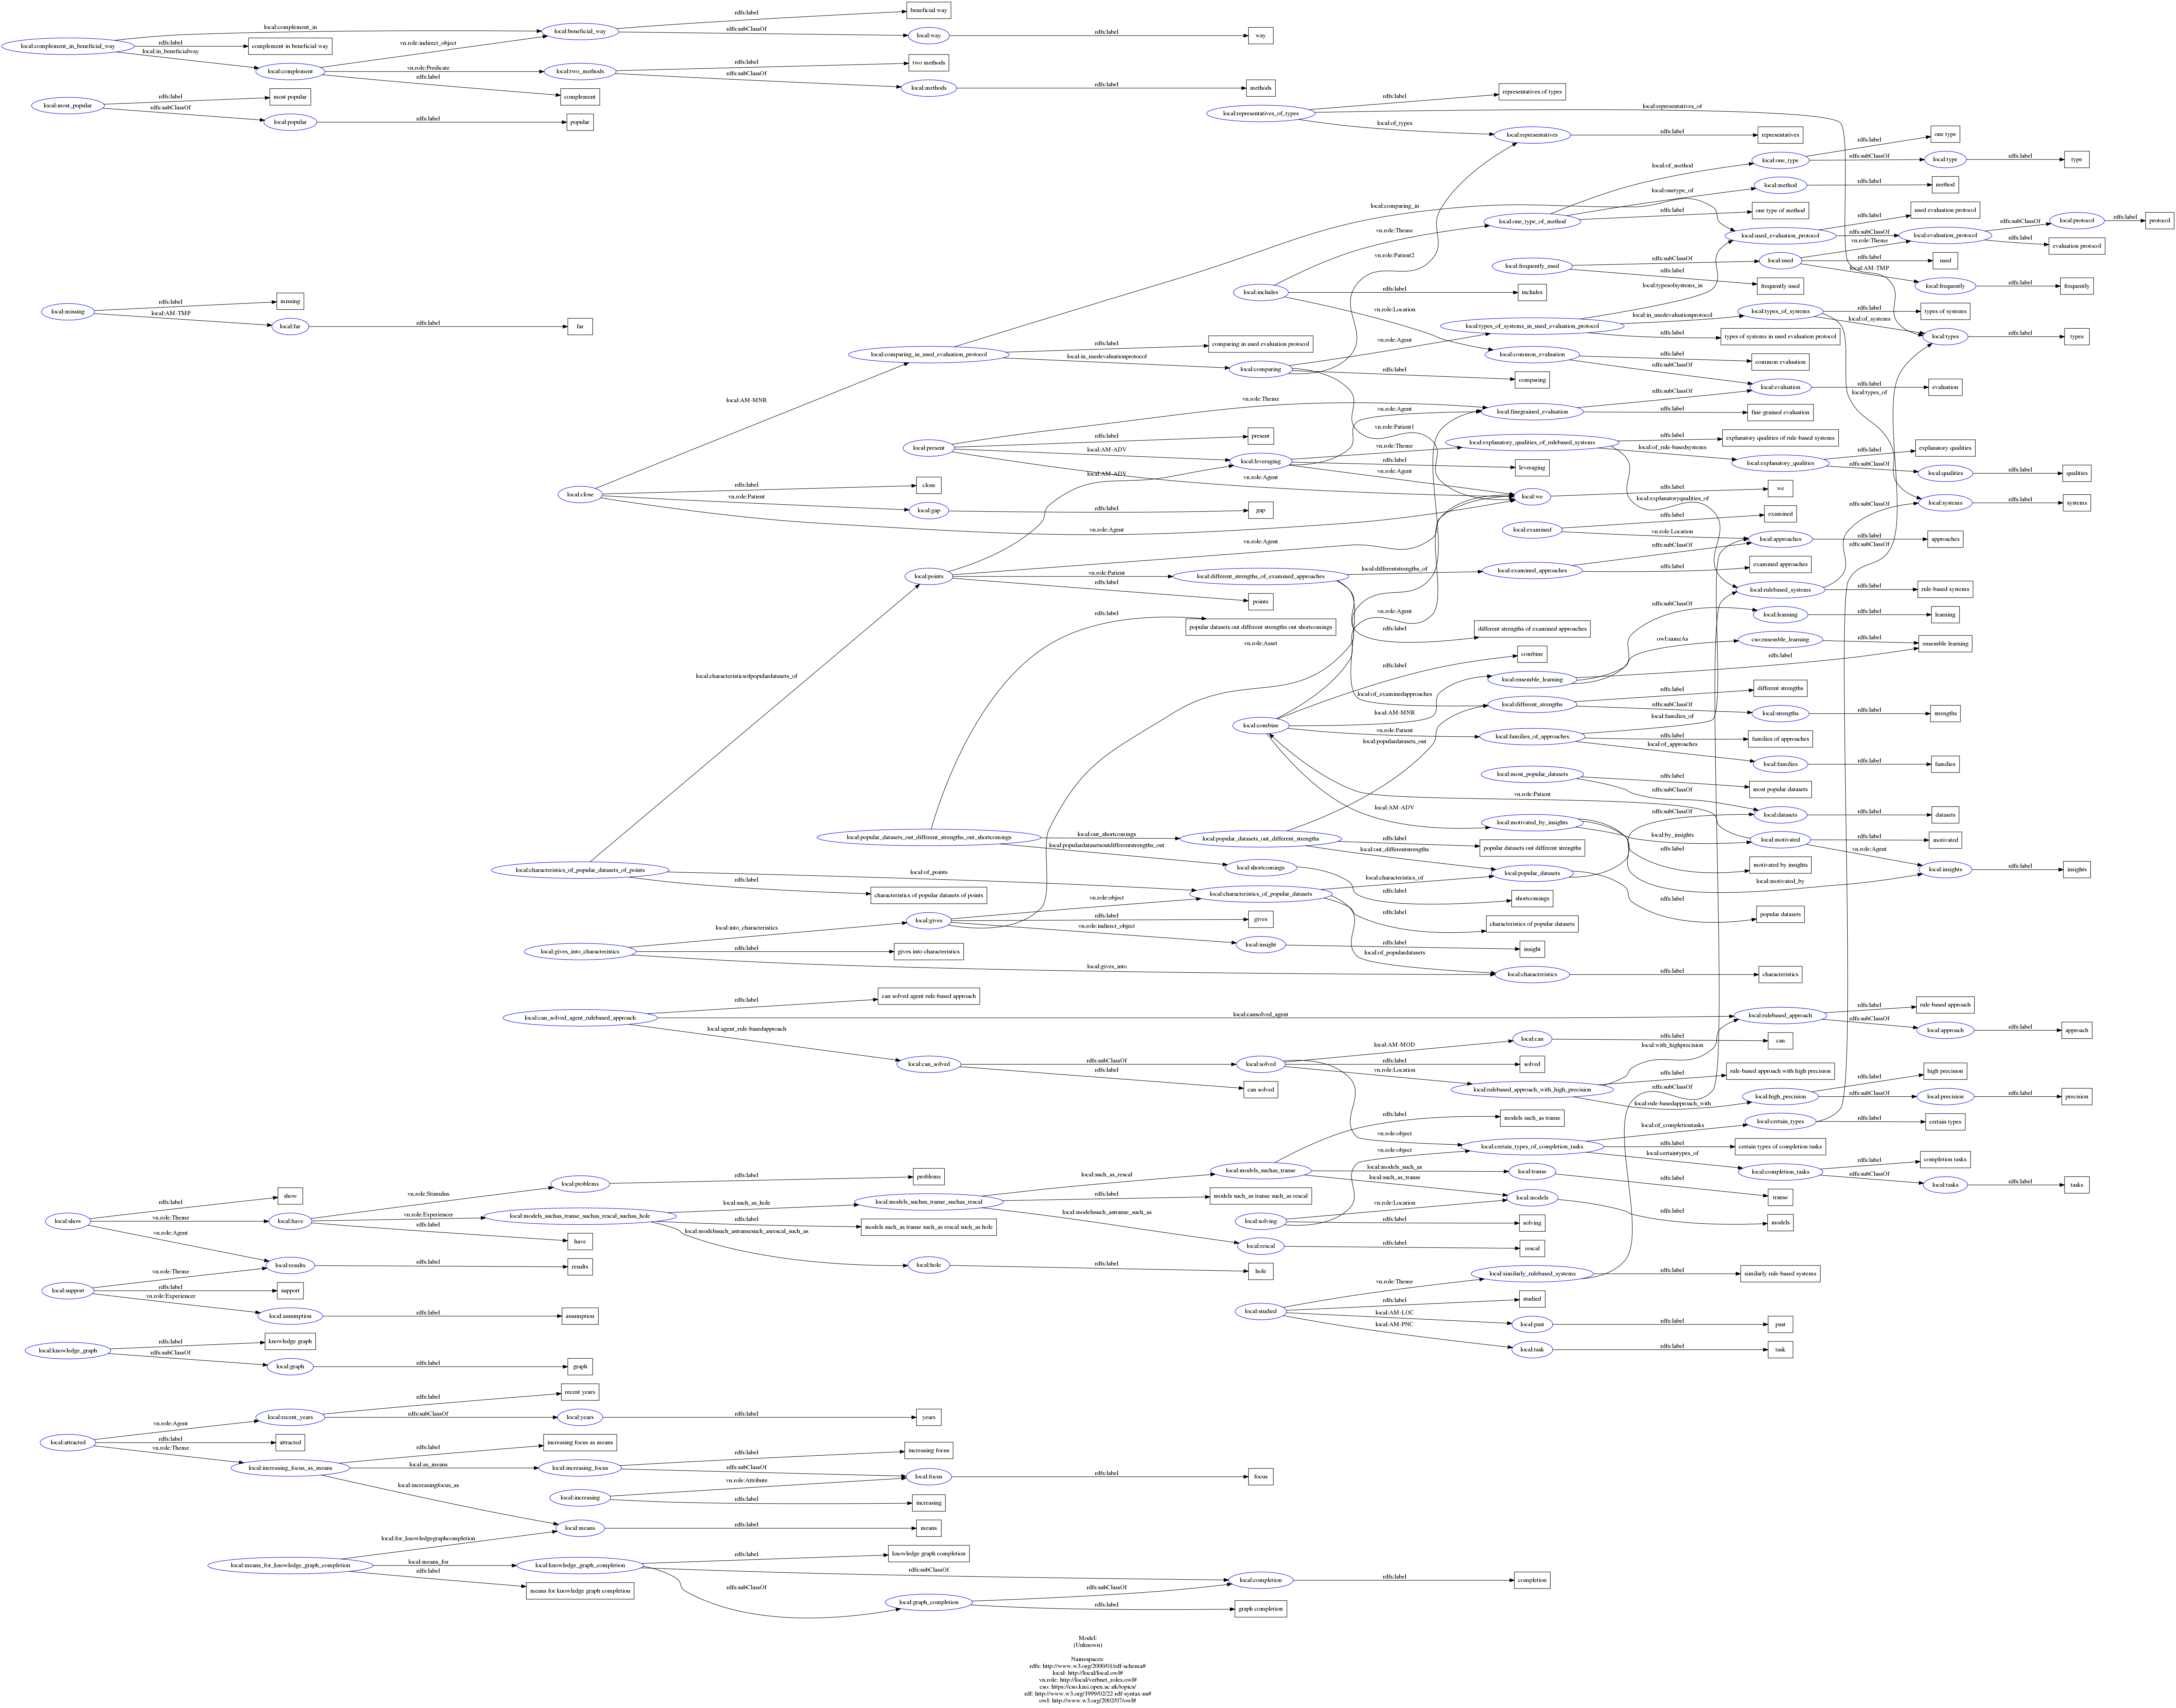 local:complement_in_beneficial_way
local:complement_in
rdfs:label
local:in_beneficialway
complement in beneficial way
local:complement
vn.role:indirect_object
vn.role:Predicate
rdfs:label
local:beneficial_way
rdfs:label
beneficial way
rdfs:subClassOf
local:way
rdfs:label
way
local:two_methods
rdfs:label
two methods
rdfs:subClassOf
local:methods
rdfs:label
methods
complement
local:most_popular
rdfs:label
most popular
rdfs:subClassOf
local:popular
rdfs:label
popular
local:representatives_of_types
rdfs:label
representatives of types
local:representatives_of
local:of_types
local:representatives
rdfs:label
representatives
local:one_type
rdfs:label
one type
rdfs:subClassOf
local:type
rdfs:label
type
local:of_method
local:onetype_of
local:method
rdfs:label
method
local:one_type_of_method
rdfs:label
one type of method
local:comparing_in
vn.role:Theme
vn.role:Patient2
local:used_evaluation_protocol
rdfs:label
used evaluation protocol
rdfs:subClassOf
local:evaluation_protocol
rdfs:subClassOf
local:protocol
rdfs:label
protocol
rdfs:label
evaluation protocol
vn.role:Theme
local:used
rdfs:label
used
local:AM-TMP
local:frequently
rdfs:label
frequently
local:frequently_used
rdfs:subClassOf
rdfs:label
frequently used
local:includes
rdfs:label
includes
vn.role:Location
local:typesofsystems_in
local:missing
rdfs:label
missing
local:AM-TMP
local:far
rdfs:label
far
local:types_of_systems_in_used_evaluation_protocol
local:in_usedevaluationprotocol
local:types_of_systems
rdfs:label
types of systems
local:of_systems
local:types
rdfs:label
types
rdfs:label
types of systems in used evaluation protocol
local:types_of
local:comparing_in_used_evaluation_protocol
rdfs:label
comparing in used evaluation protocol
local:in_usedevaluationprotocol
local:comparing
vn.role:Agent
rdfs:label
comparing
vn.role:Patient1
local:common_evaluation
rdfs:label
common evaluation
rdfs:subClassOf
local:evaluation
rdfs:label
evaluation
local:AM-MNR
vn.role:Theme
local:finegrained_evaluation
rdfs:subClassOf
rdfs:label
fine-grained evaluation
local:present
rdfs:label
present
local:AM-ADV
vn.role:Agent
local:leveraging
vn.role:Agent
vn.role:Theme
rdfs:label
leveraging
vn.role:Agent
local:AM-ADV
local:explanatory_qualities_of_rulebased_systems
rdfs:label
explanatory qualities of rule-based systems
local:of_rule-basedsystems
local:explanatory_qualities
rdfs:label
explanatory qualities
rdfs:subClassOf
local:qualities
rdfs:label
qualities
local:explanatoryqualities_of
local:close
rdfs:label
close
vn.role:Patient
local:gap
rdfs:label
gap
vn.role:Agent
local:we
rdfs:label
we
rdfs:subClassOf
local:systems
rdfs:label
systems
local:examined
rdfs:label
examined
vn.role:Location
local:approaches
rdfs:label
approaches
rdfs:subClassOf
rdfs:subClassOf
local:points
vn.role:Agent
vn.role:Patient
rdfs:label
points
local:different_strengths_of_examined_approaches
local:differentstrengths_of
local:examined_approaches
rdfs:label
examined approaches
rdfs:label
different strengths of examined approaches
local:of_examinedapproaches
local:rulebased_systems
rdfs:label
rule-based systems
rdfs:subClassOf
local:learning
rdfs:label
learning
owl:sameAs
cso:ensemble_learning
rdfs:label
ensemble learning
rdfs:label
local:ensemble_learning
rdfs:label
popular datasets out different strengths out shortcomings
vn.role:Agent
vn.role:Asset
rdfs:label
combine
local:characteristicsofpopulardatasets_of
local:AM-MNR
local:combine
vn.role:Patient
local:populardatasets_out
local:different_strengths
rdfs:label
different strengths
rdfs:subClassOf
local:strengths
rdfs:label
strengths
local:families_of_approaches
local:families_of
rdfs:label
families of approaches
local:of_approaches
local:families
rdfs:label
families
local:most_popular_datasets
rdfs:label
most popular datasets
rdfs:subClassOf
vn.role:Patient
local:AM-ADV
rdfs:subClassOf
local:datasets
rdfs:label
datasets
local:motivated_by_insights
local:by_insights
local:motivated
rdfs:label
motivated
vn.role:Agent
rdfs:label
motivated by insights
local:motivated_by
local:insights
rdfs:label
insights
local:popular_datasets_out_different_strengths_out_shortcomings
local:out_shortcomings
local:populardatasetsoutdifferentstrengths_out
local:popular_datasets_out_different_strengths
rdfs:label
popular datasets out different strengths
local:out_differentstrengths
local:shortcomings
rdfs:label
shortcomings
local:popular_datasets
rdfs:label
popular datasets
local:characteristics_of_popular_datasets_of_points
local:of_points
rdfs:label
characteristics of popular datasets of points
local:characteristics_of_popular_datasets
local:characteristics_of
rdfs:label
characteristics of popular datasets
local:of_populardatasets
local:gives
vn.role:object
rdfs:label
gives
vn.role:indirect_object
local:insight
rdfs:label
insight
local:gives_into_characteristics
local:into_characteristics
rdfs:label
gives into characteristics
local:gives_into
local:characteristics
rdfs:label
characteristics
local:can_solved_agent_rulebased_approach
rdfs:label
can solved agent rule-based approach
local:cansolved_agent
local:agent_rule-basedapproach
local:rulebased_approach
rdfs:label
rule-based approach
rdfs:subClassOf
local:approach
rdfs:label
approach
local:can_solved
rdfs:subClassOf
rdfs:label
can solved
local:solved
local:AM-MOD
local:can
rdfs:label
can
rdfs:label
solved
vn.role:Location
local:with_highprecision
local:rulebased_approach_with_high_precision
rdfs:label
rule-based approach with high precision
rdfs:subClassOf
local:rule-basedapproach_with
local:high_precision
rdfs:label
high precision
rdfs:subClassOf
local:precision
rdfs:label
precision
vn.role:object
vn.role:object
local:certain_types_of_completion_tasks
local:of_completiontasks
local:certain_types
rdfs:label
certain types
rdfs:label
certain types of completion tasks
local:certaintypes_of
local:completion_tasks
rdfs:label
completion tasks
rdfs:subClassOf
local:tasks
rdfs:label
tasks
rdfs:label
models such_as transe
local:models_suchas_transe
local:models_such_as
local:transe
rdfs:label
transe
local:such_as_transe
local:models
rdfs:label
models
local:show
rdfs:label
show
vn.role:Theme
vn.role:Agent
local:have
vn.role:Stimulus
local:problems
rdfs:label
problems
vn.role:Experiencer
rdfs:label
have
local:models_suchas_transe_suchas_rescal_suchas_hole
local:such_as_hole
rdfs:label
models such_as transe such_as rescal such_as hole
local:modelssuch_astransesuch_asrescal_such_as
local:hole
rdfs:label
hole
local:models_suchas_transe_suchas_rescal
local:such_as_rescal
rdfs:label
models such_as transe such_as rescal
local:modelssuch_astranse_such_as
local:rescal
rdfs:label
rescal
local:solving
vn.role:Location
rdfs:label
solving
local:results
rdfs:label
results
local:support
vn.role:Theme
rdfs:label
support
vn.role:Experiencer
local:assumption
rdfs:label
assumption
local:similarly_rulebased_systems
rdfs:label
similarly rule-based systems
local:studied
vn.role:Theme
rdfs:label
studied
local:AM-LOC
local:past
rdfs:label
past
local:AM-PNC
local:task
rdfs:label
task
local:knowledge_graph
rdfs:label
knowledge graph
rdfs:subClassOf
local:graph
rdfs:label
graph
local:attracted
vn.role:Agent
rdfs:label
attracted
vn.role:Theme
local:recent_years
rdfs:label
recent years
rdfs:subClassOf
local:years
rdfs:label
years
local:increasing_focus_as_means
rdfs:label
increasing focus as means
local:as_means
local:increasingfocus_as
local:increasing_focus
rdfs:label
increasing focus
rdfs:subClassOf
local:focus
rdfs:label
focus
local:increasing
vn.role:Attribute
rdfs:label
increasing
local:means
rdfs:label
means
local:means_for_knowledge_graph_completion
local:for_knowledgegraphcompletion
local:means_for
rdfs:label
means for knowledge graph completion
local:knowledge_graph_completion
rdfs:label
knowledge graph completion
rdfs:subClassOf
rdfs:subClassOf
local:graph_completion
rdfs:subClassOf
rdfs:label
graph completion
local:completion
rdfs:label
completion
Model:
(Unknown)
Namespaces:
rdfs: http://www.w3.org/2000/01/rdf-schema#
local: http://local/local.owl#
vn.role: http://local/verbnet_roles.owl#
cso: https://cso.kmi.open.ac.uk/topics/
rdf: http://www.w3.org/1999/02/22-rdf-syntax-ns#
owl: http://www.w3.org/2002/07/owl#